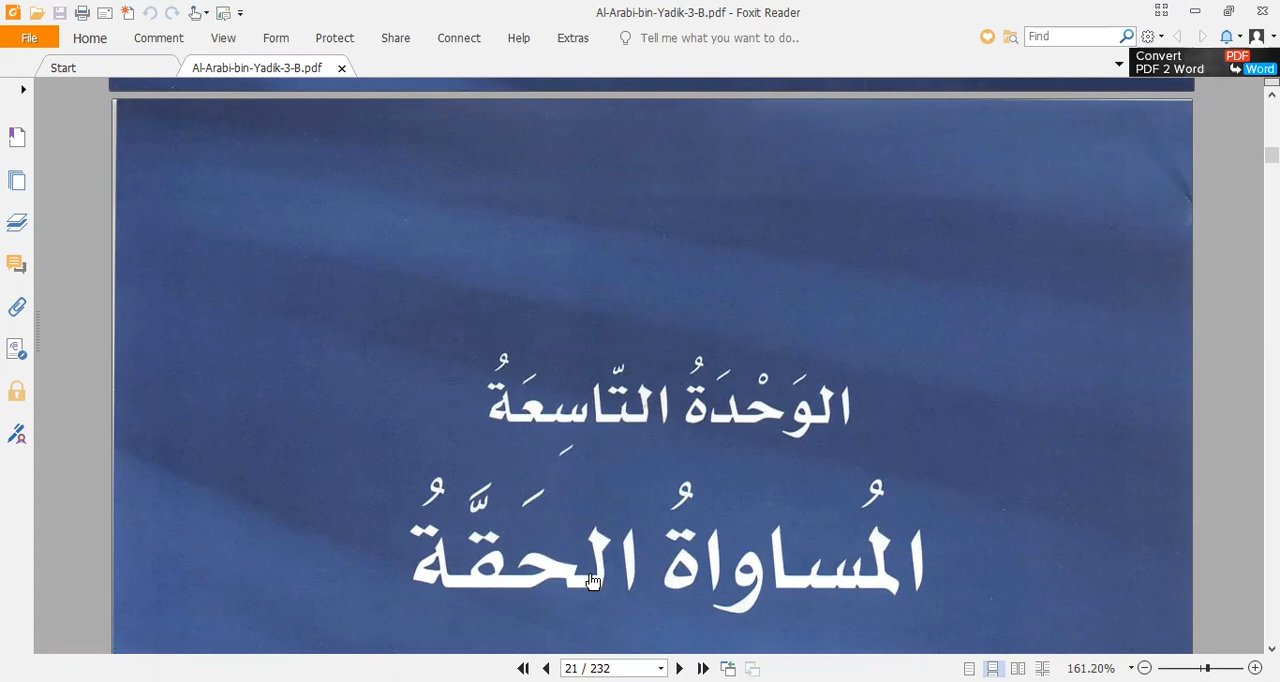 Al-Arabi-bin-Yadik-3-B.pdf - Foxit Reader
File Home Comment View Form Protect Share Connect Help Extras Tell me what you want to do.. Find
Start Al-Arabi-bin-Yadik-3-B.pdf
Convert PDF
PDF 2 Word Word
الوَحْدَةُ التّاسِعَةُ
المُساواةُ الحَقَّةُ
21 / 232 161.20%